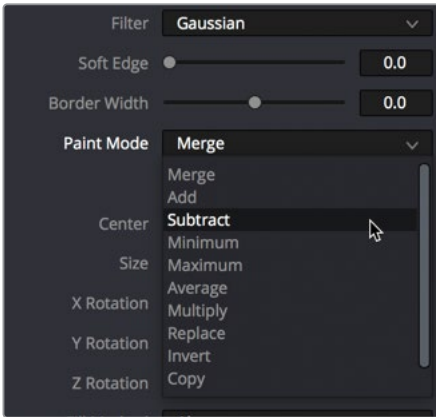 Filter Gaussian
Soft Edge 0.0
Border Width 0.0
Paint Mode Merge
Merge
Add
Center Subtract
Minimum
Size Maximum
Average
X Rotation Multiply
Replace
Y Rotation Invert
Z Rotation Copy